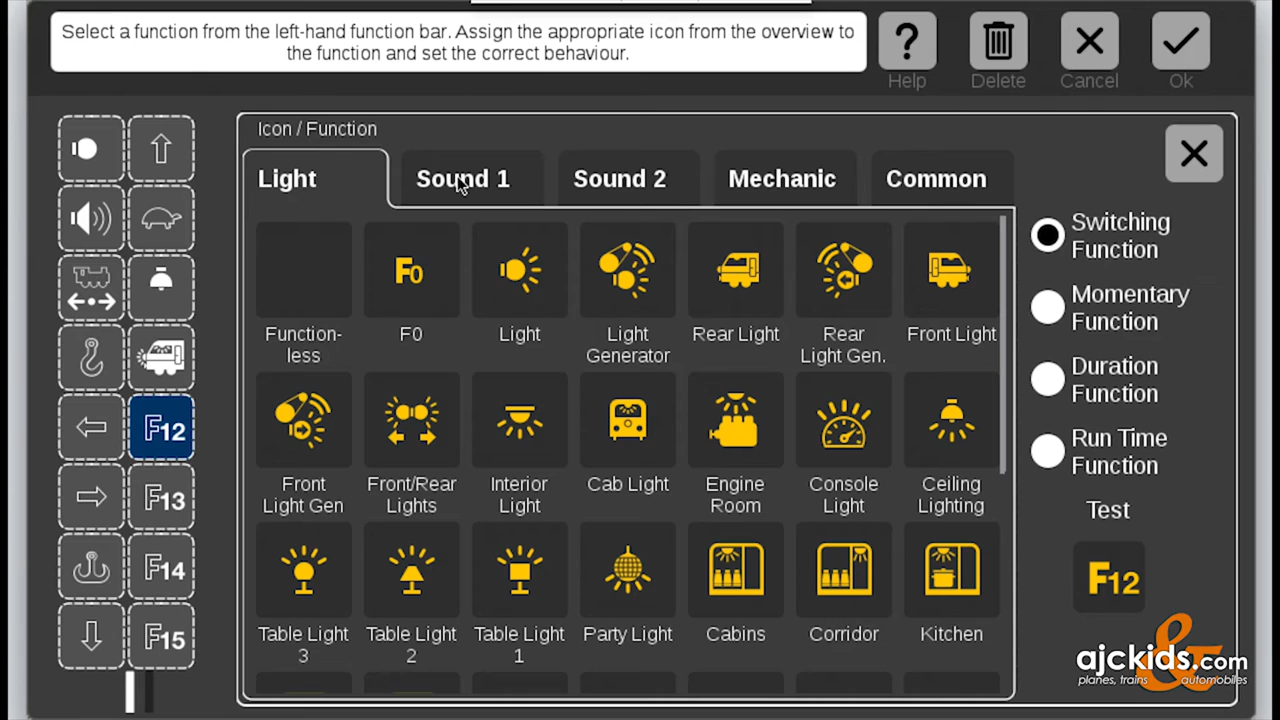 Select a function from the left-hand function bar. Assign the appropriate icon from the overview to
the function and set the correct behaviour.
?
Help
Delete
Cancel
Ok
Icon / Function
Light
Sound 1
Sound 2
Mechanic
Common
F0
Function-
less
F0
Light
Light
Generator
Rear Light
Rear
Light Gen.
Front Light
Front
Light Gen
Front/Rear
Lights
Interior
Light
Cab Light
Engine
Room
Console
Light
Ceiling
Lighting
Table Light
3
Table Light
2
Table Light
1
Party Light
Cabins
Corridor
Kitchen
F12
F13
F14
F15
Switching
Function
Momentary
Function
Duration
Function
Run Time
Function
Test
F12
&
ajckids.com
planes, trains automobiles